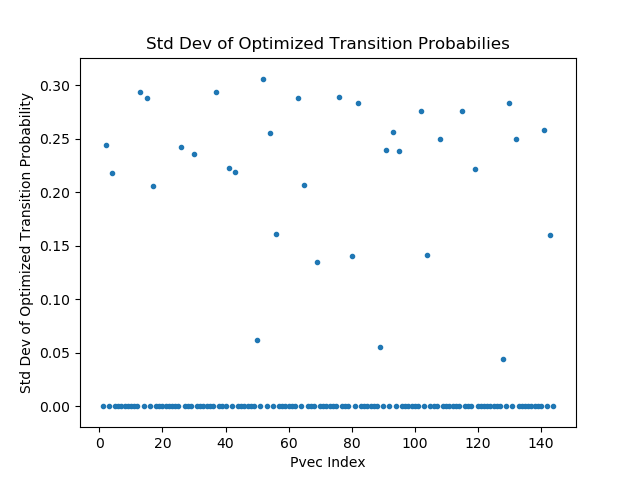 Std Dev of Optimized Transition Probabilies
Std Dev of Optimized Transition Probability
0.30
0.25
0.20
0.15
0.10
0.05
0.00
0 20 40 60 80 100 120 140
Pvec Index